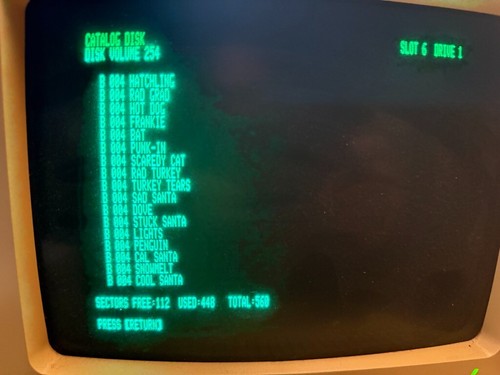 CATALOG DISK
DISK VOLUME 254
SLOT 6 DRIVE 1
B 004 HATCHLING
B 004 RAD GRAD
B 004 HOT DOG
B 004 FRANKIE
B 004 BAT
B 004 PUNK-IN
B 004 SCAREDY CAT
B 004 RAD TURKEY
B 004 TURKEY TEARS
B 004 SAD SANTA
B 004 DOVE
B 004 STUCK SANTA
B 004 LIGHTS
B 004 PENGUIN
B 004 CAL SANTA
B 004 SNOWMELT
B 004 COOL SANTA
SECTORS FREE:112 USED:448 TOTAL:560
PRESS [RETURN]